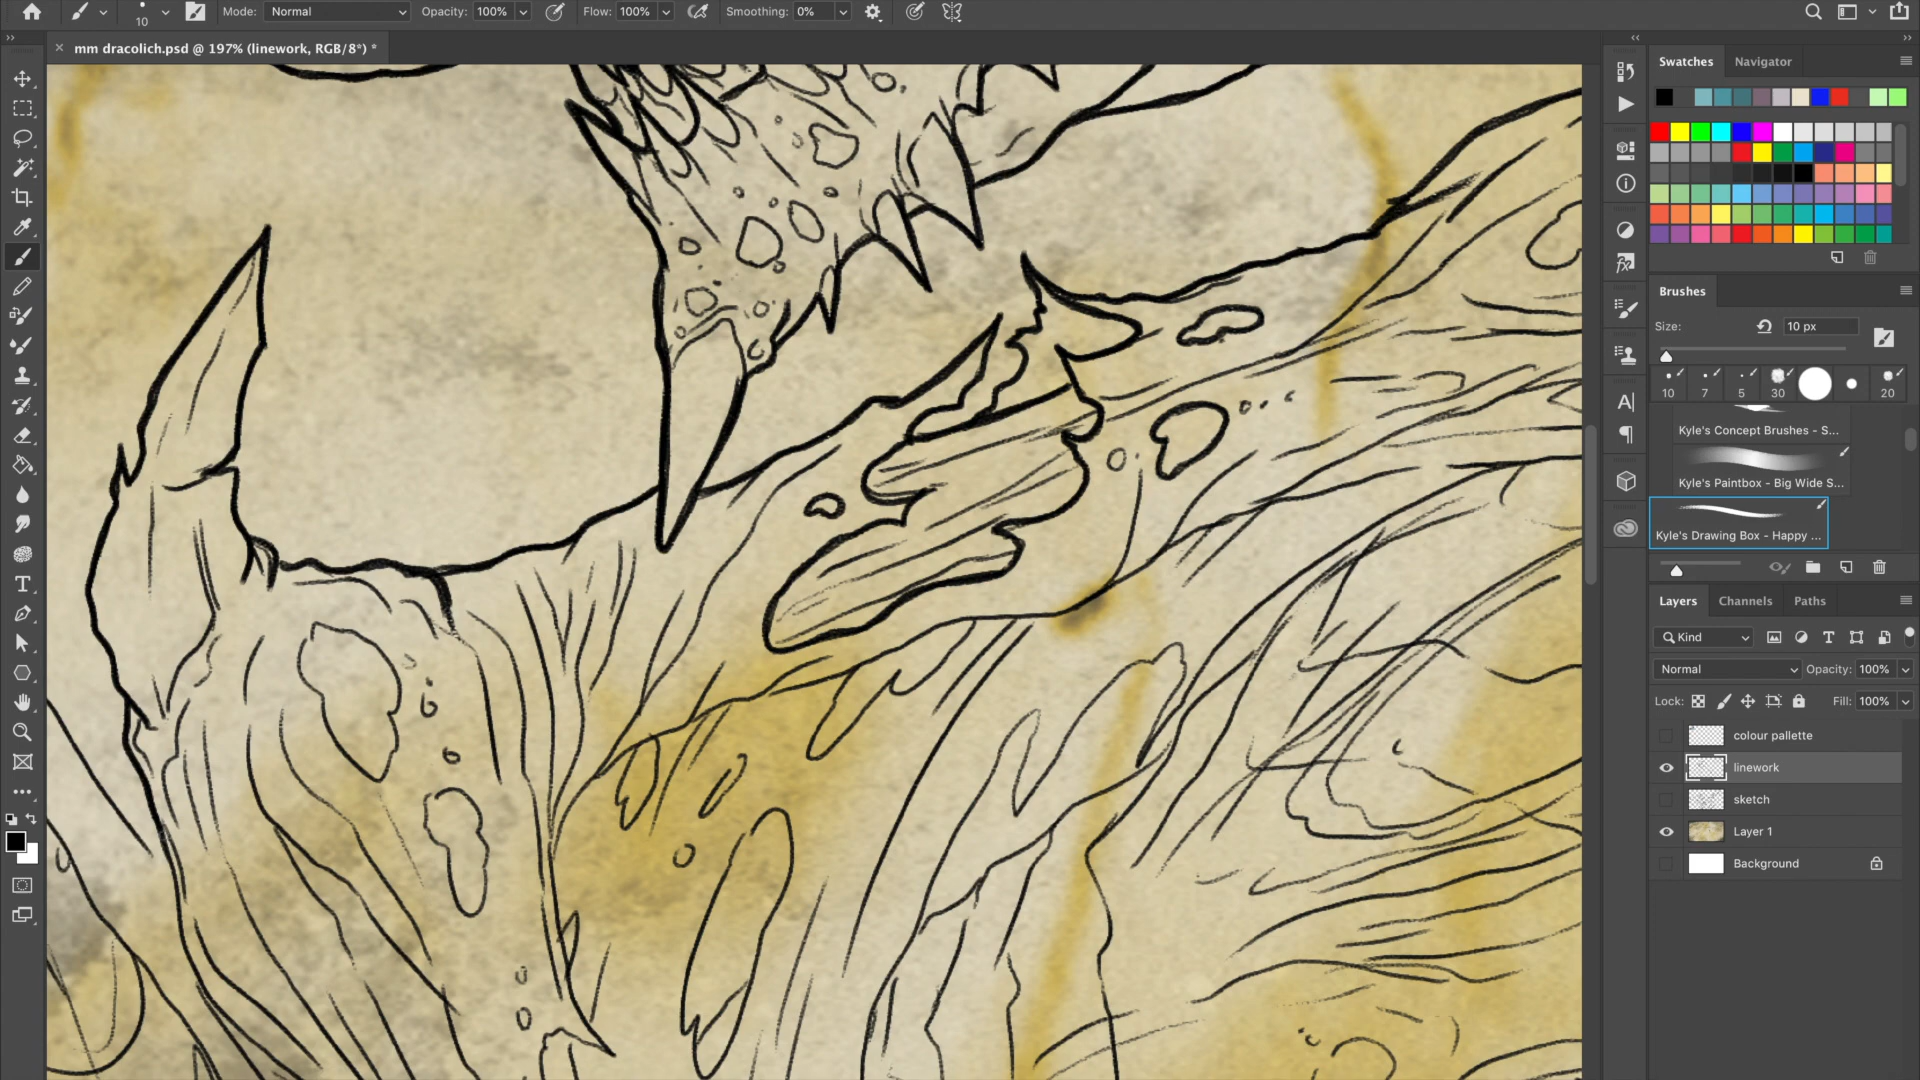 10
Mode:
Normal
Opacity:
100%
Flow:
100%
Smoothing:
0%
mm dracolich.psd @ 197% (linework, RGB/8*) *
Swatches
Navigator
Brushes
Size:
10 px
10
7
5
30
20
Kyle's Concept Brushes - S...
Kyle's Paintbox - Big Wide S...
Kyle's Drawing Box - Happy ...
Layers
Channels
Paths
Kind
Normal
Opacity:
100%
Lock:
Fill:
100%
colour pallette
linework
sketch
Layer 1
Background